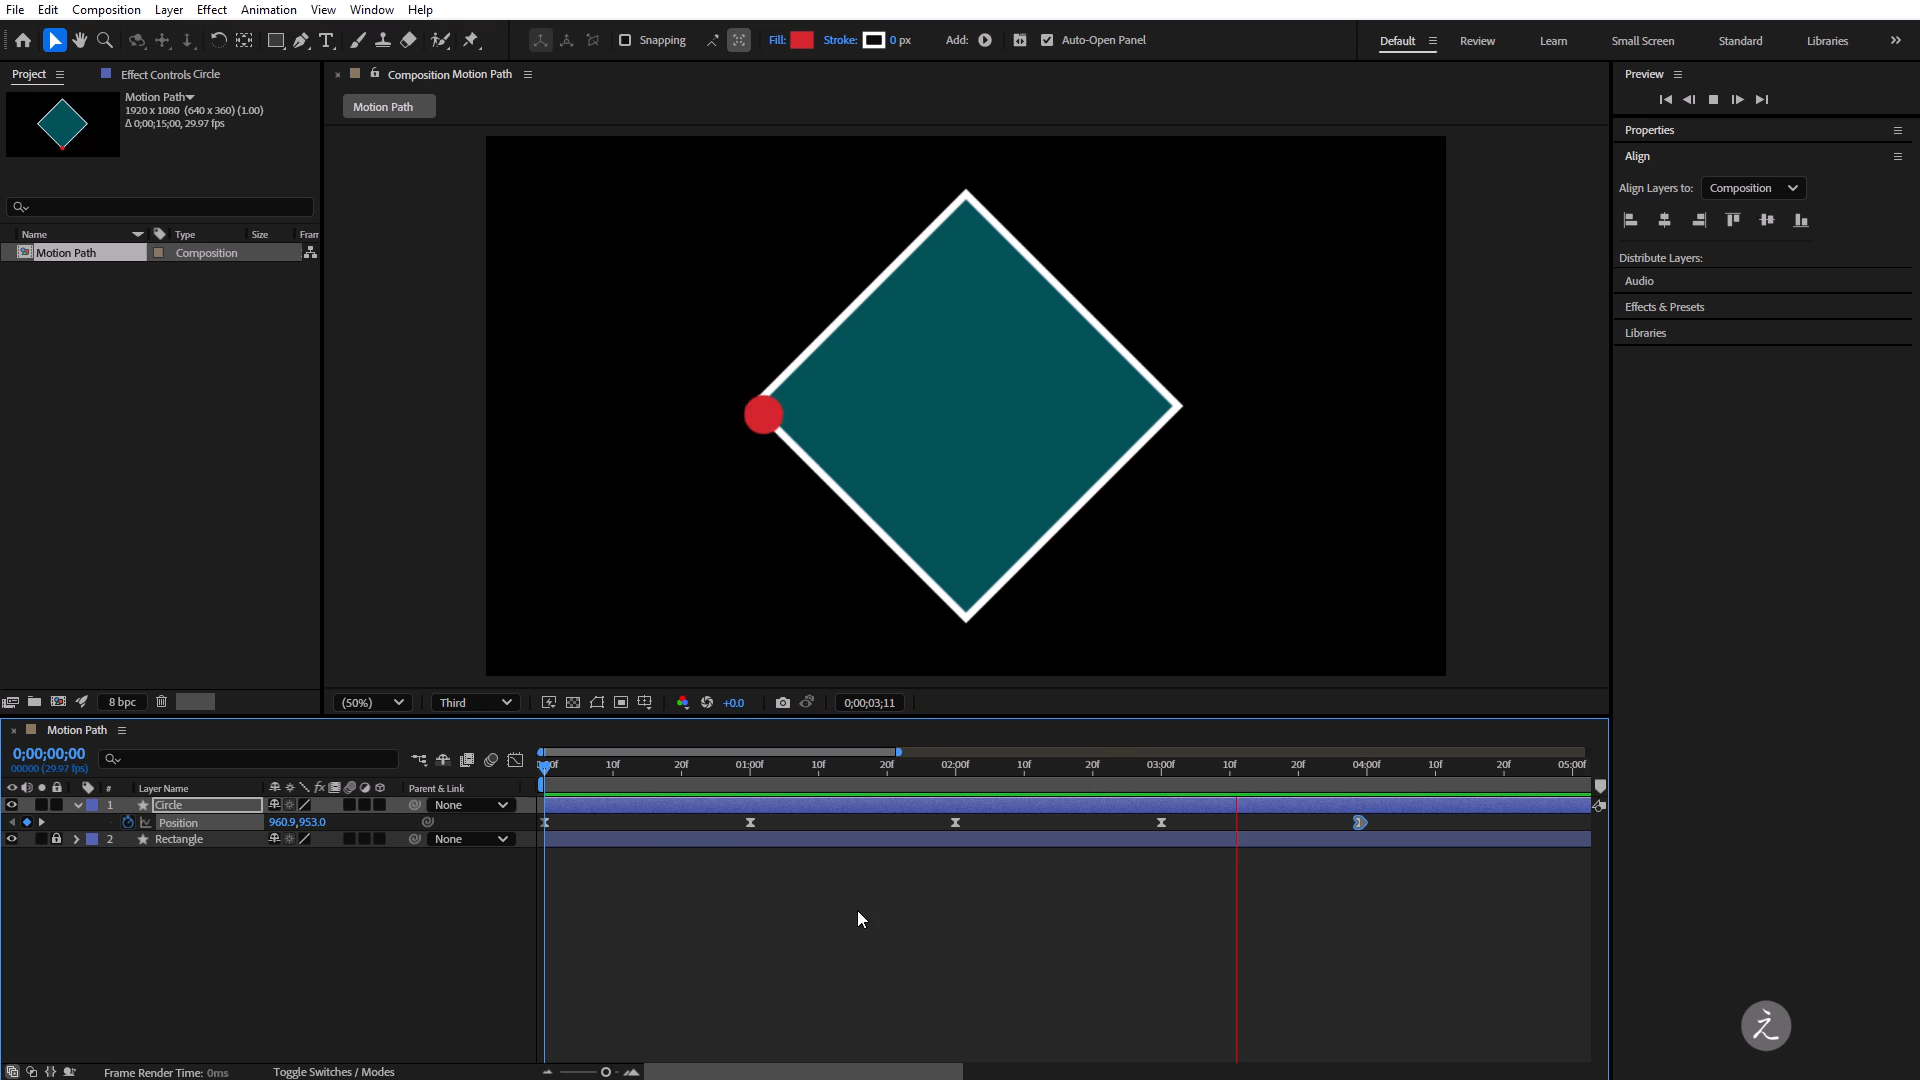 File Edit Composition Layer Effect Animation View Window Help
Snapping Fill: Stroke: 0 px Add: Auto-Open Panel Default Review Learn Small Screen Standard Libraries
Project Effect Controls Circle
Motion Path
1920 x 1080 (640 x 360) (1.00)
Δ 0;00;15;00, 29.97 fps
Name Type Size Fram
Motion Path Composition
8 bpc
Composition Motion Path
Motion Path
(50%) Third +0.0 0;00;03;11
Preview
Properties
Align
Align Layers to: Composition
Distribute Layers:
Audio
Effects & Presets
Libraries
Motion Path
0;00;00;00
00000 (29.97 fps)
10f 20f 01:00f 10f 20f 02:00f 10f 20f 03:00f 10f 20f 04:00f 10f 20f 05:00f
# Layer Name fx Parent & Link
1 Circle None
Position 960.9,953.0
2 Rectangle None
Frame Render Time: 0ms Toggle Switches / Modes
え